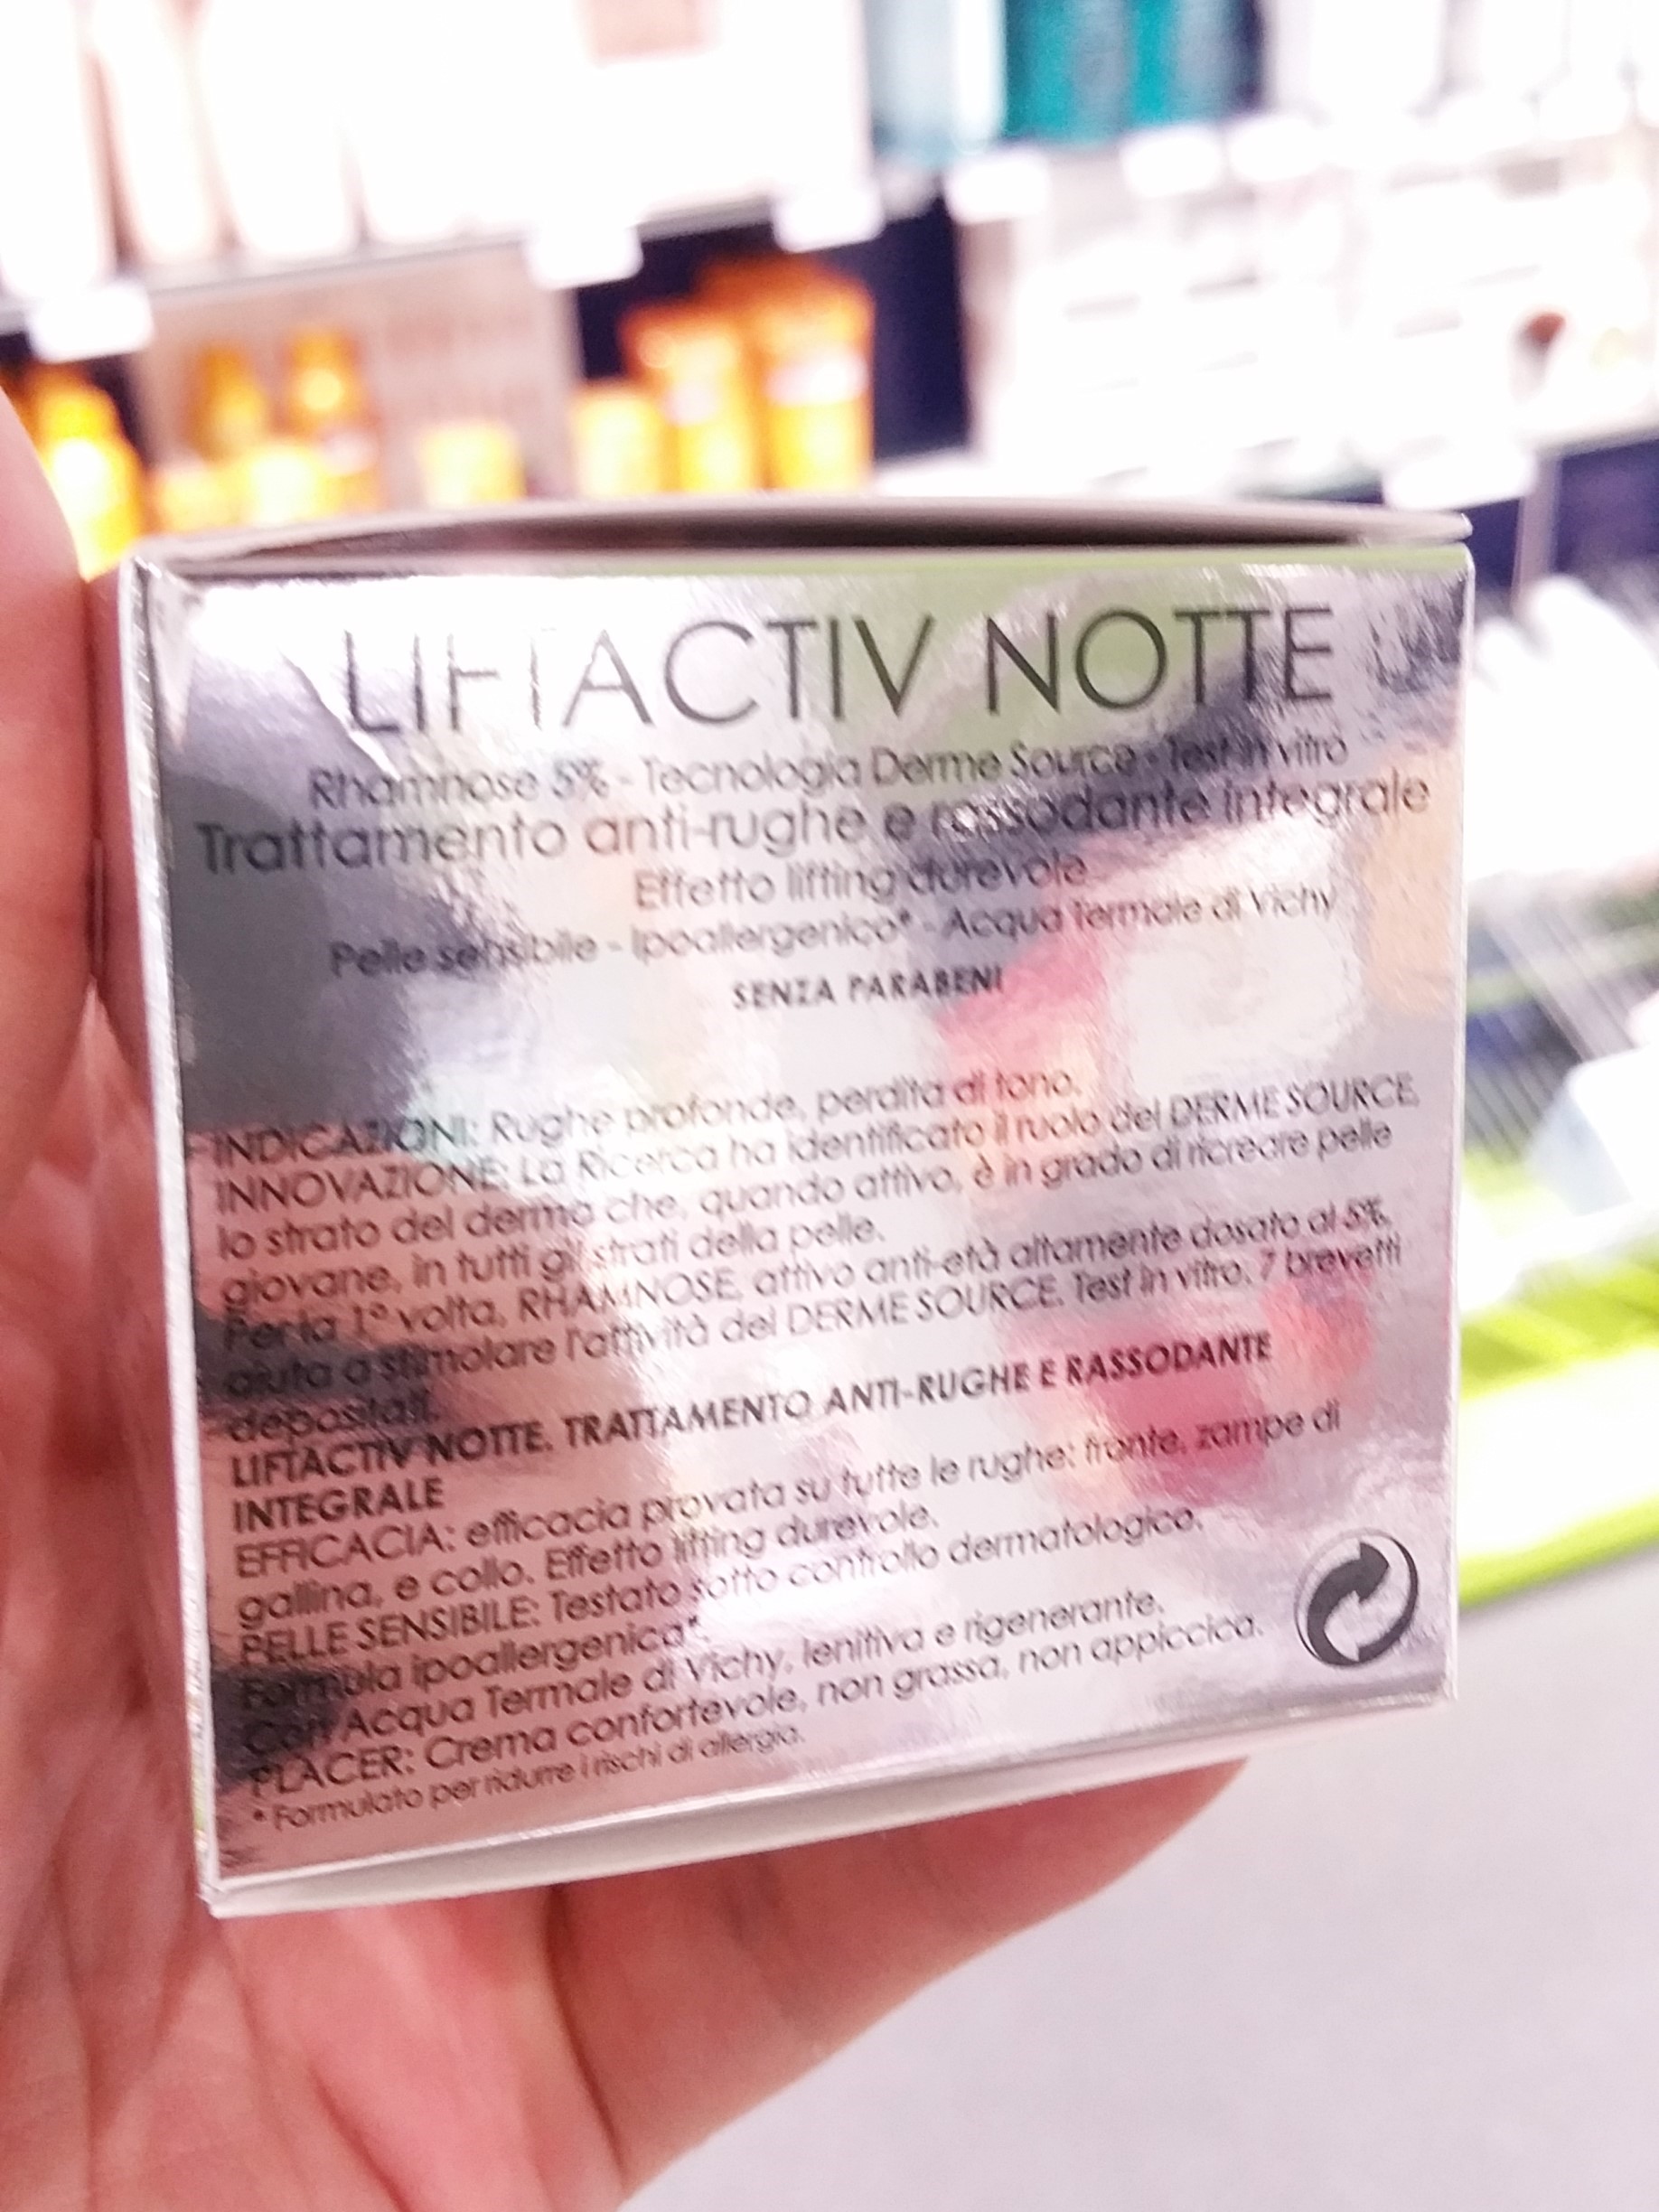 LIFTACTIV NOTTE
Rhamnose 5% - Tecnologia Derme Source - Test in vitro
Trattamento anti-rughe e rassodante integrale
Effetto lifting durevole
Pelle sensibile - Ipoallergenico* - Acqua Termale di Vichy
SENZA PARABENI
INDICAZIONI: Rughe profonde, perdita di tono.
INNOVAZIONE: La Ricerca ha identificato il ruolo del DERME SOURCE,
lo strato del derma che, quando attivo, è in grado di ricreare pelle
giovane, in tutti gli strati della pelle.
Per la 1° volta, RHAMNOSE, attivo anti-età altamente dosato al 5%,
aiuta a stimolare l'attività del DERME SOURCE. Test in vitro, 7 brevetti
depositati.
LIFTACTIV NOTTE, TRATTAMENTO ANTI-RUGHE E RASSODANTE
INTEGRALE
EFFICACIA: efficacia provata su tutte le rughe: fronte, zampe di
gallina, e collo. Effetto lifting durevole.
PELLE SENSIBILE: Testato sotto controllo dermatologico.
Formula ipoallergenica*.
Con Acqua Termale di Vichy, lenitiva e rigenerante.
PLACER: Crema confortevole, non grassa, non appiccica.
* Formulato per ridurre i rischi di allergia.